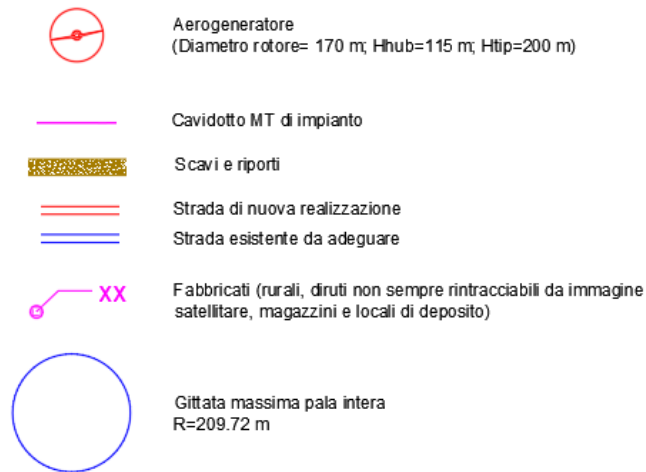 Aerogeneratore
(Diametro rotore= 170 m; Hhub=115 m; Htip=200 m)
Cavidotto MT di impianto
Scavi e riporti
Strada di nuova realizzazione
Strada esistente da adeguare
XX
Fabbricati (rurali, diruti non sempre rintracciabili da immagine
satellitare, magazzini e locali di deposito)
Gittata massima pala intera
R=209.72 m